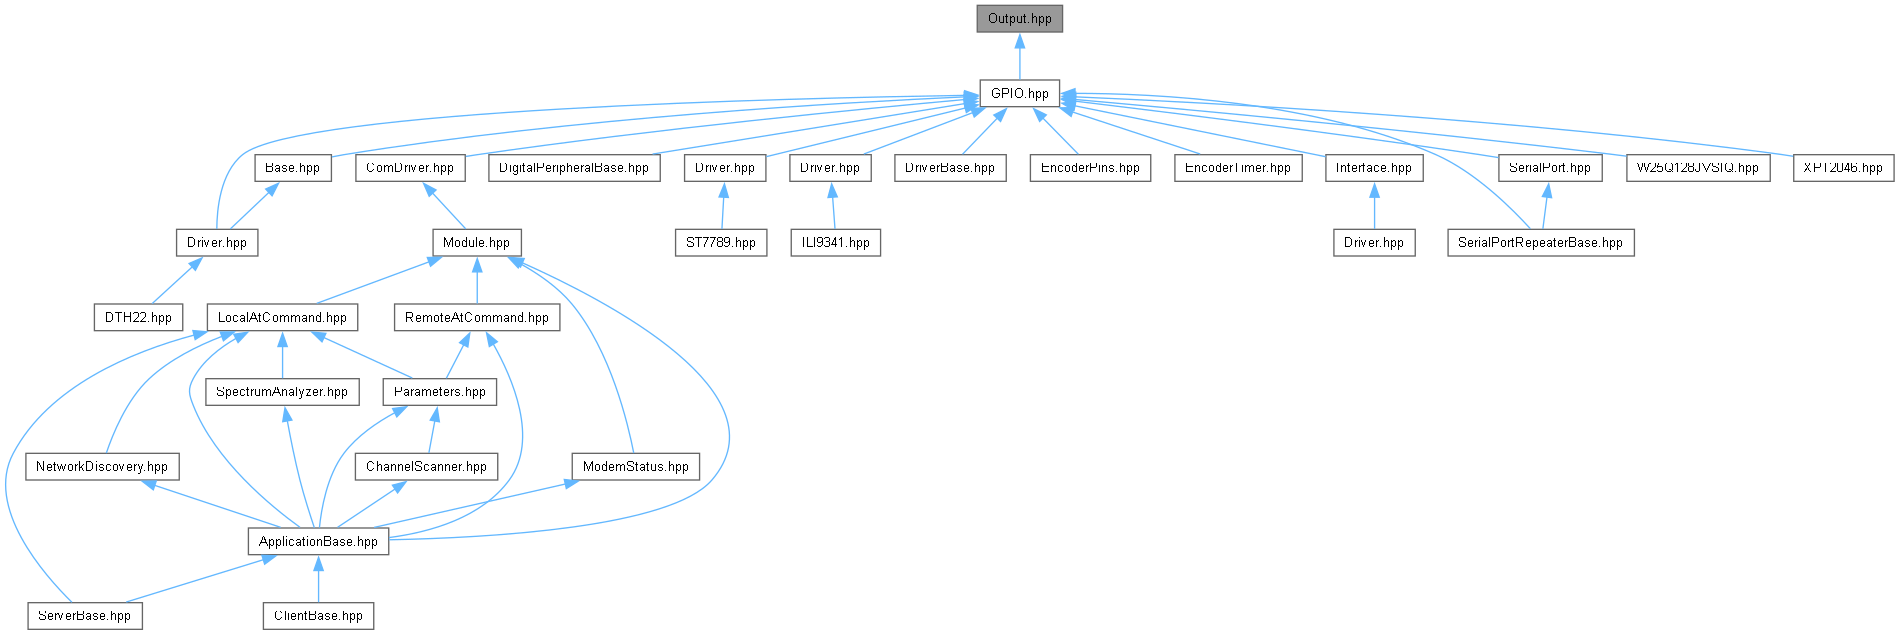 Output.hpp
GPIO.hpp
Base.hpp
ComDriver.hpp
DigitalPeripheralBase.hpp
Driver.hpp
Driver.hpp
DriverBase.hpp
EncoderPins.hpp
EncoderTimer.hpp
Interface.hpp
SerialPort.hpp
W25Q128JVSIQ.hpp
XPT2046.hpp
Driver.hpp
Module.hpp
ST7789.hpp
ILI9341.hpp
Driver.hpp
SerialPortRepeaterBase.hpp
DTH22.hpp
LocalAtCommand.hpp
RemoteAtCommand.hpp
SpectrumAnalyzer.hpp
Parameters.hpp
NetworkDiscovery.hpp
ChannelScanner.hpp
ModemStatus.hpp
ApplicationBase.hpp
ServerBase.hpp
ClientBase.hpp